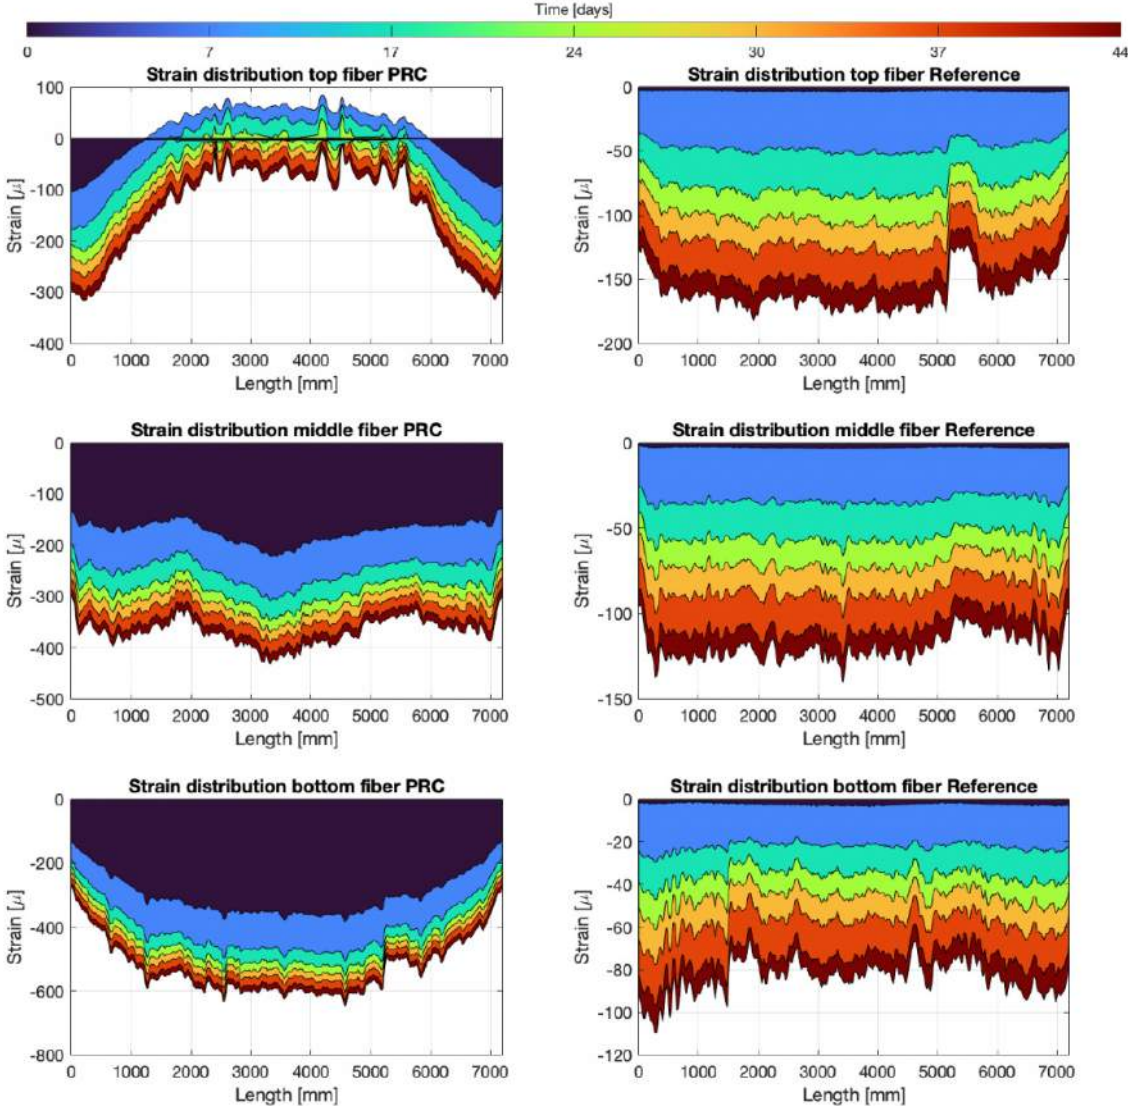 Time [days]
0 7 17 24 30 37 44
Strain distribution top fiber PRC
100
0
-100
-200
-300
-400
Strain [μ]
0 1000 2000 3000 4000 5000 6000 7000
Length [mm]
Strain distribution top fiber Reference
0
-50
-100
-150
-200
Strain [μ]
0 1000 2000 3000 4000 5000 6000 7000
Length [mm]
Strain distribution middle fiber PRC
0
-100
-200
-300
-400
-500
Strain [μ]
0 1000 2000 3000 4000 5000 6000 7000
Length [mm]
Strain distribution middle fiber Reference
0
-50
-100
-150
Strain [μ]
0 1000 2000 3000 4000 5000 6000 7000
Length [mm]
Strain distribution bottom fiber PRC
0
-200
-400
-600
-800
Strain [μ]
0 1000 2000 3000 4000 5000 6000 7000
Length [mm]
Strain distribution bottom fiber Reference
0
-20
-40
-60
-80
-100
-120
Strain [μ]
0 1000 2000 3000 4000 5000 6000 7000
Length [mm]